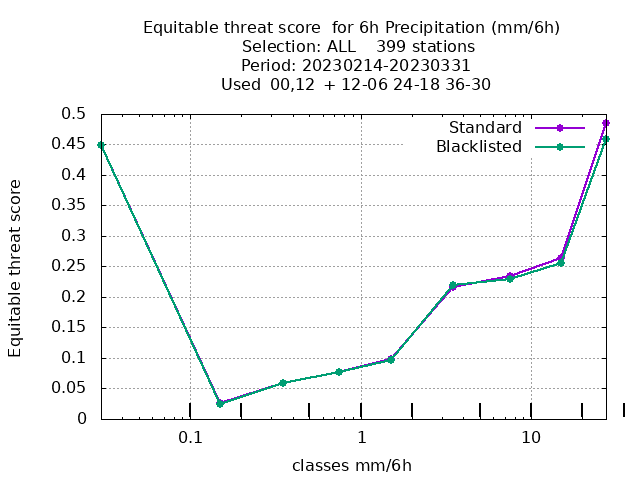 Equitable threat score  for 6h Precipitation (mm/6h)
Selection: ALL    399 stations
Period: 20230214-20230331
Used  00,12  + 12-06 24-18 36-30
Standard
Blacklisted
0.5
0.45
0.4
0.35
0.3
0.25
0.2
0.15
0.1
0.05
0
Equitable threat score
0.1 1 10
classes mm/6h